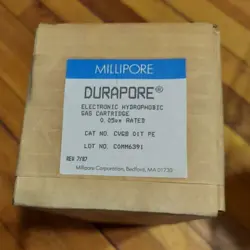 MILLIPORE
DURAPORE®
ELECTRONIC HYDROPHOBIC
GAS CARTRIDGE
0.05um RATED
CAT NO. CVGB 01T PE
LOT NO. COAM6391
REV 7/87
Millipore Corporation, Bedford, MA 01730